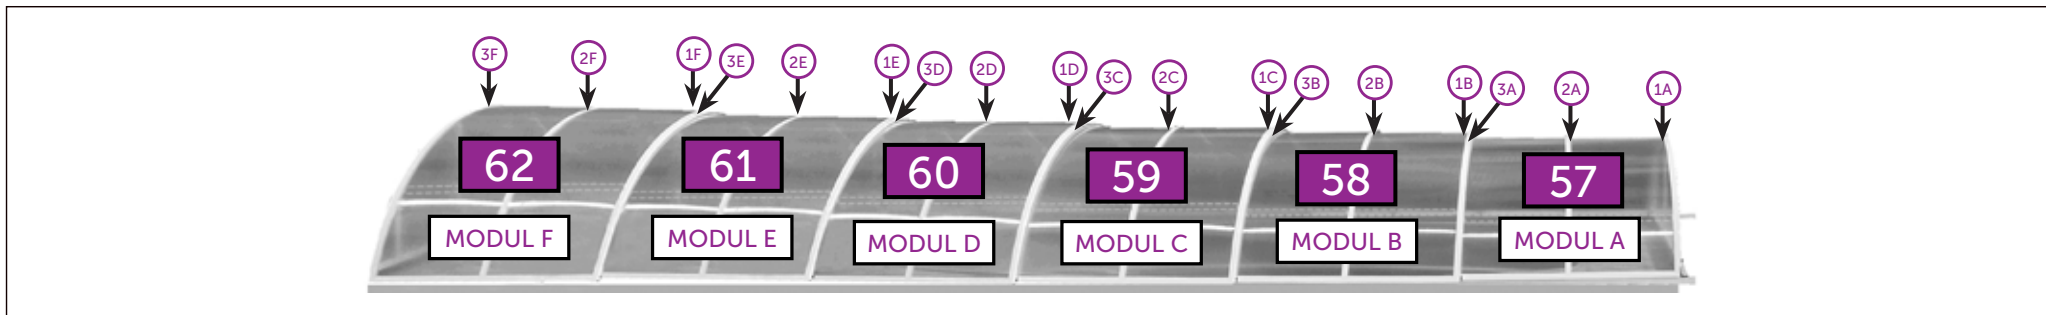 3F 2F 1F 3E 2E 1E 3D 2D 1D 3C 2C 1C 3B 2B 1B 3A 2A 1A
62 61 60 59 58 57
MODUL F MODUL E MODUL D MODUL C MODUL B MODUL A